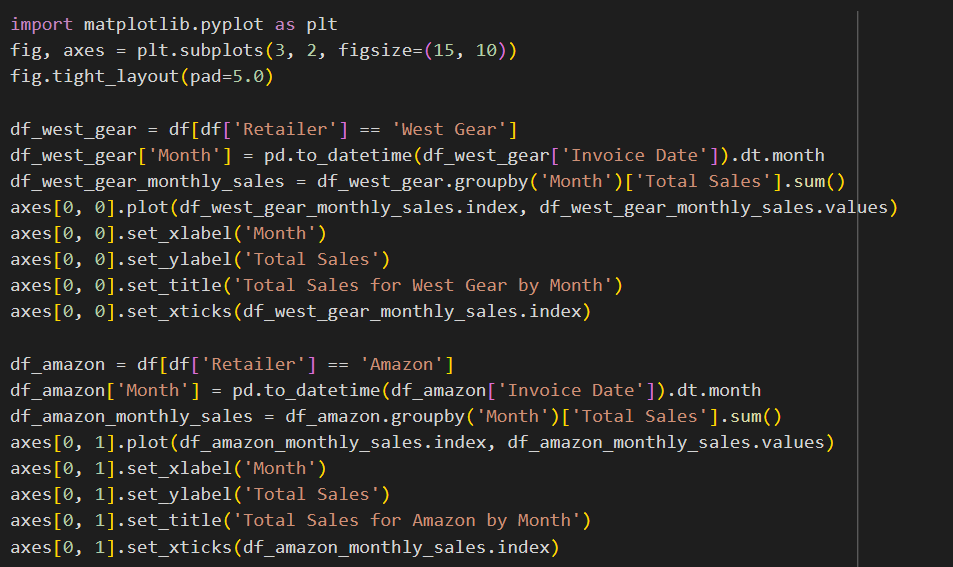 import matplotlib.pyplot as plt
fig, axes = plt.subplots(3, 2, figsize=(15, 10))
fig.tight_layout(pad=5.0)

df_west_gear = df[df['Retailer'] == 'West Gear']
df_west_gear['Month'] = pd.to_datetime(df_west_gear['Invoice Date']).dt.month
df_west_gear_monthly_sales = df_west_gear.groupby('Month')['Total Sales'].sum()
axes[0, 0].plot(df_west_gear_monthly_sales.index, df_west_gear_monthly_sales.values)
axes[0, 0].set_xlabel('Month')
axes[0, 0].set_ylabel('Total Sales')
axes[0, 0].set_title('Total Sales for West Gear by Month')
axes[0, 0].set_xticks(df_west_gear_monthly_sales.index)

df_amazon = df[df['Retailer'] == 'Amazon']
df_amazon['Month'] = pd.to_datetime(df_amazon['Invoice Date']).dt.month
df_amazon_monthly_sales = df_amazon.groupby('Month')['Total Sales'].sum()
axes[0, 1].plot(df_amazon_monthly_sales.index, df_amazon_monthly_sales.values)
axes[0, 1].set_xlabel('Month')
axes[0, 1].set_ylabel('Total Sales')
axes[0, 1].set_title('Total Sales for Amazon by Month')
axes[0, 1].set_xticks(df_amazon_monthly_sales.index)